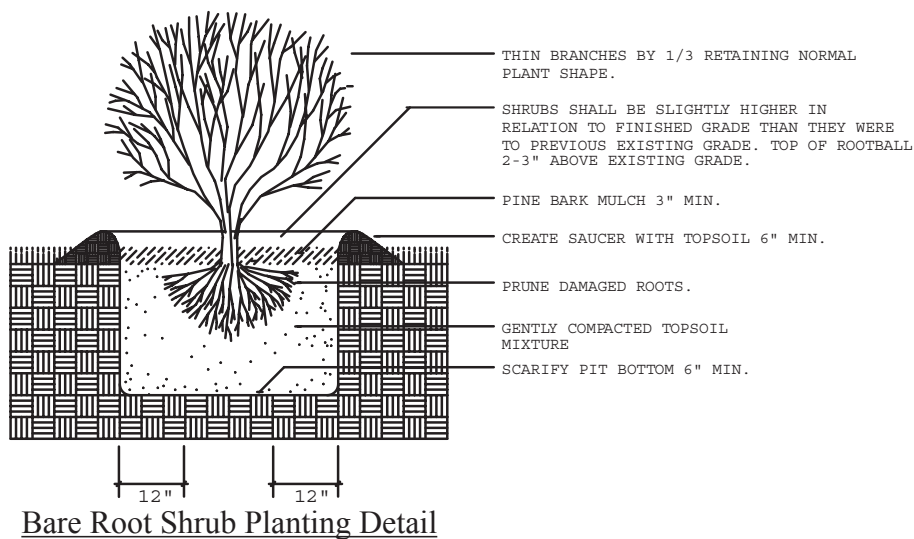 THIN BRANCHES BY 1/3 RETAINING NORMAL
PLANT SHAPE.
SHRUBS SHALL BE SLIGHTLY HIGHER IN
RELATION TO FINISHED GRADE THAN THEY WERE
TO PREVIOUS EXISTING GRADE. TOP OF ROOTBALL
2-3" ABOVE EXISTING GRADE.
PINE BARK MULCH 3" MIN.
CREATE SAUCER WITH TOPSOIL 6" MIN.
PRUNE DAMAGED ROOTS.
GENTLY COMPACTED TOPSOIL
MIXTURE
SCARIFY PIT BOTTOM 6" MIN.
12" 12"
Bare Root Shrub Planting Detail